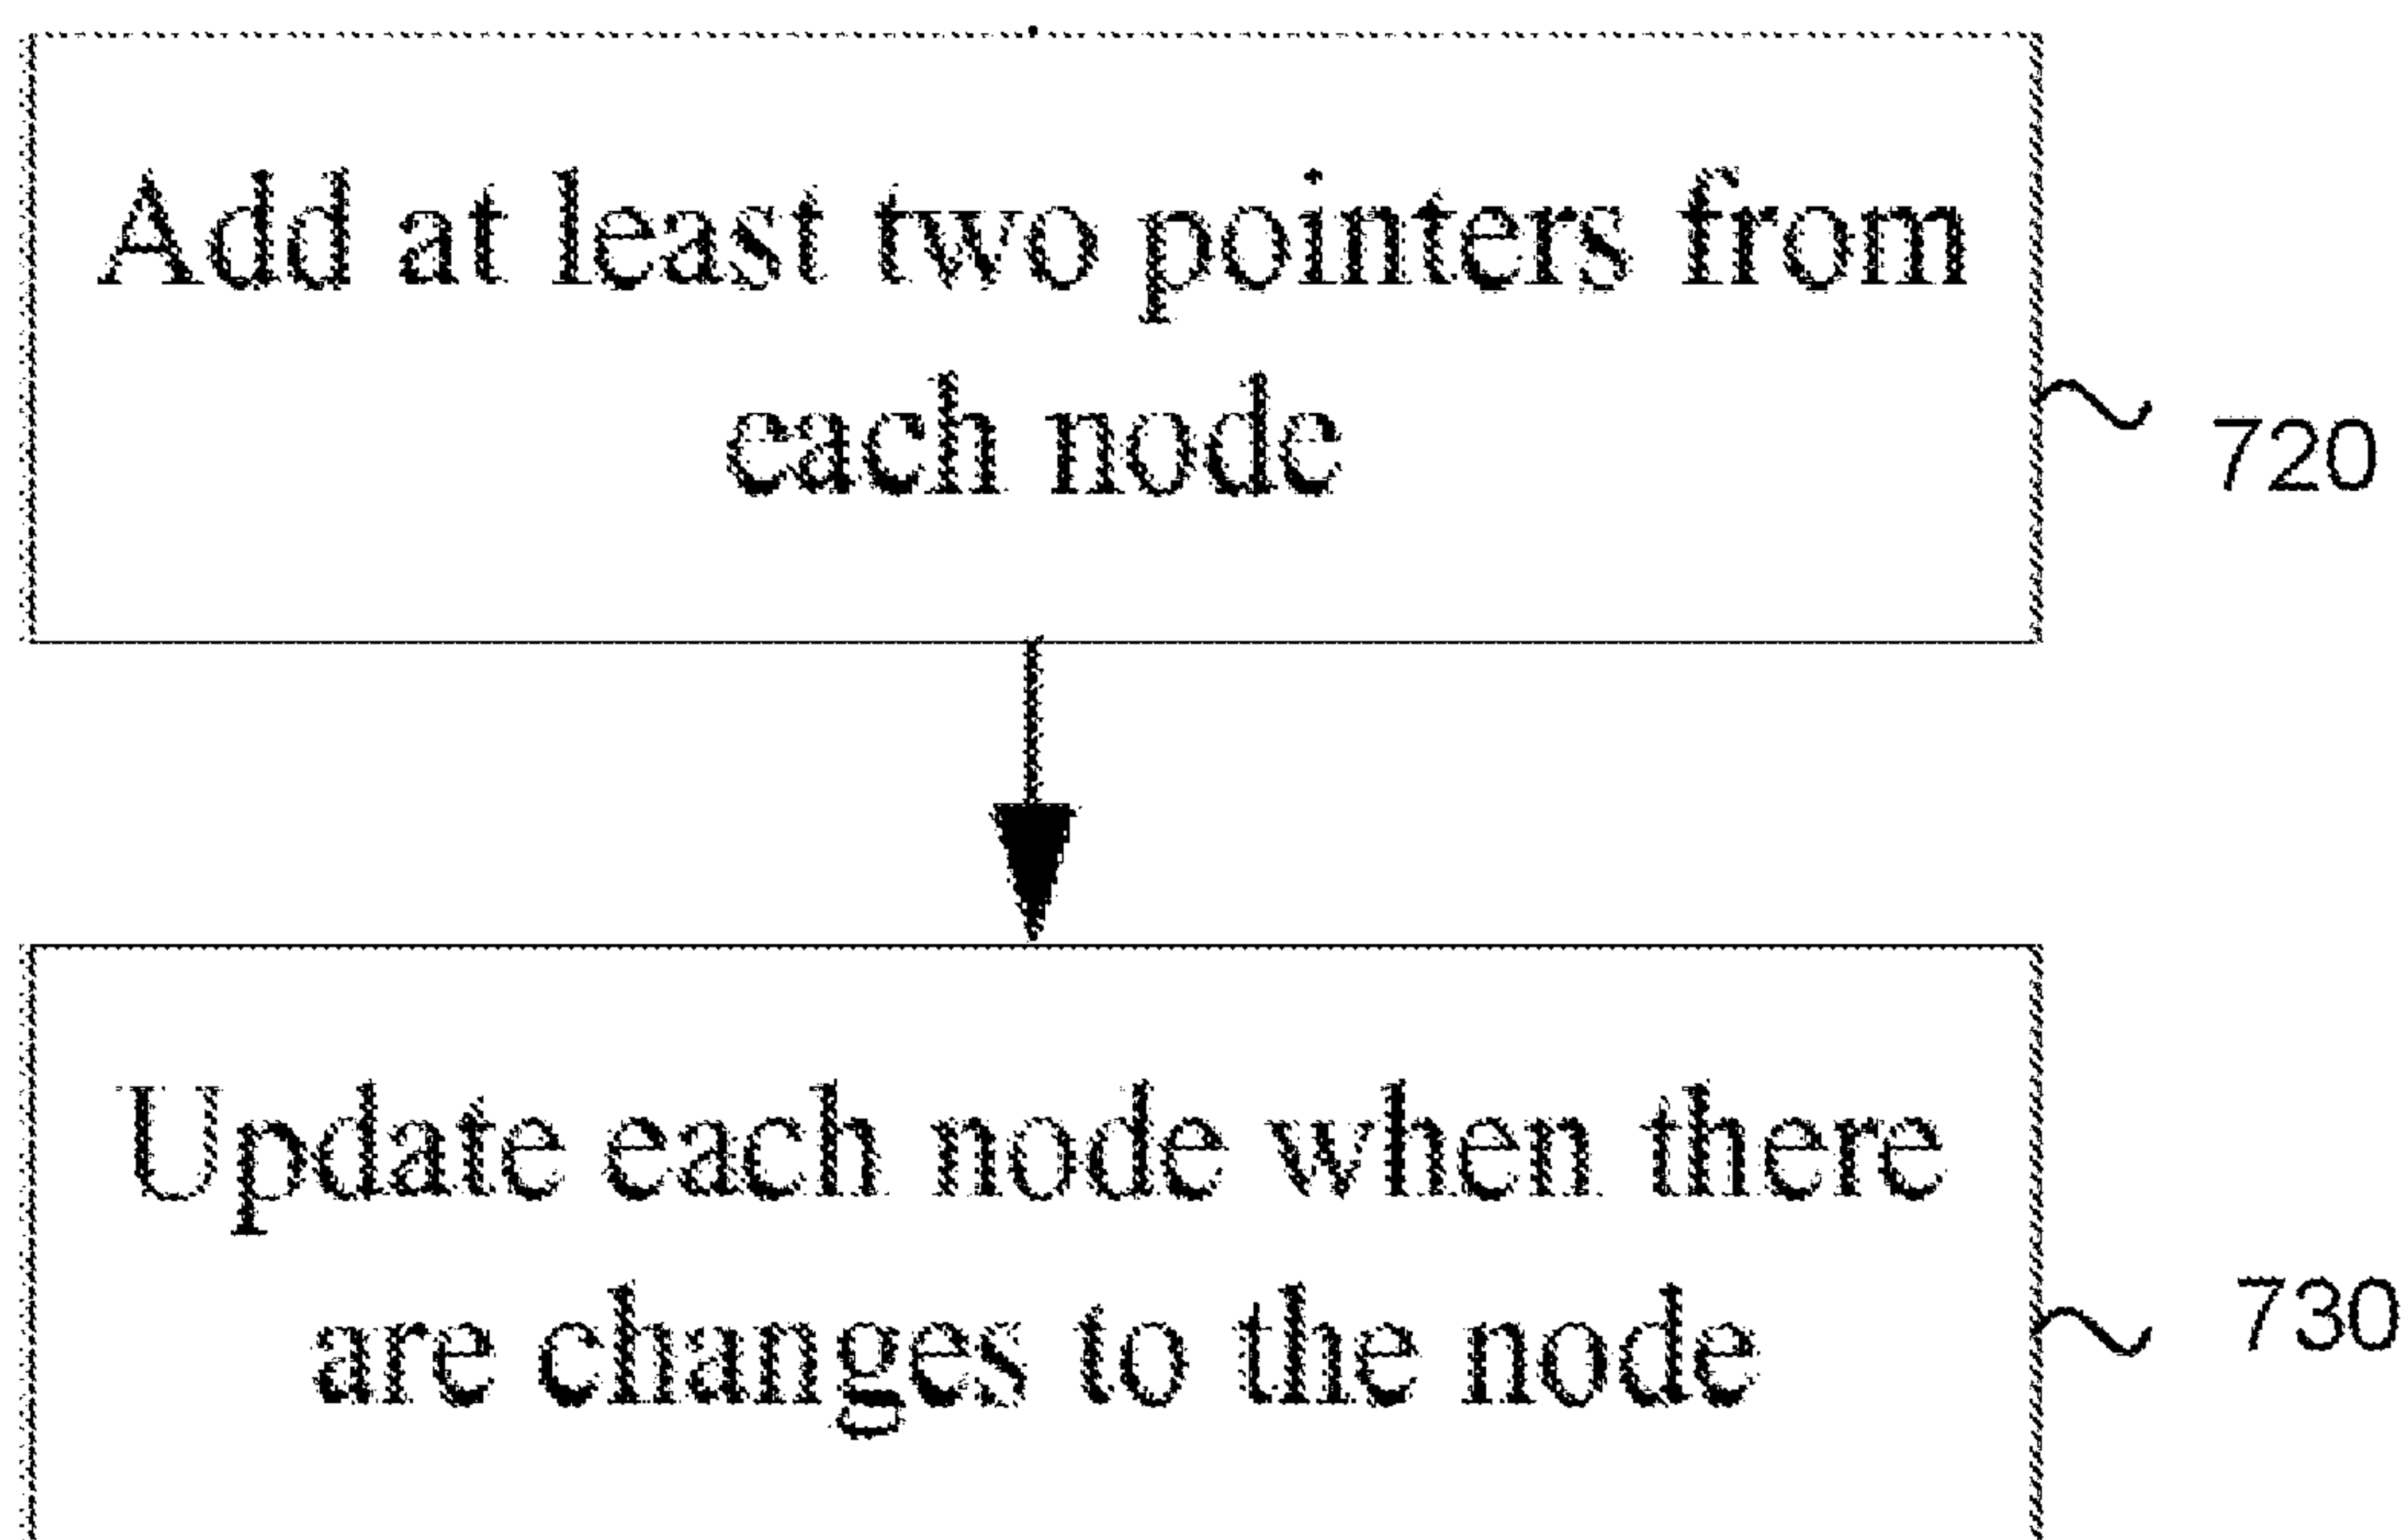 Add at least two pointers from
each node
720
Update each node when there
are changes to the node
730